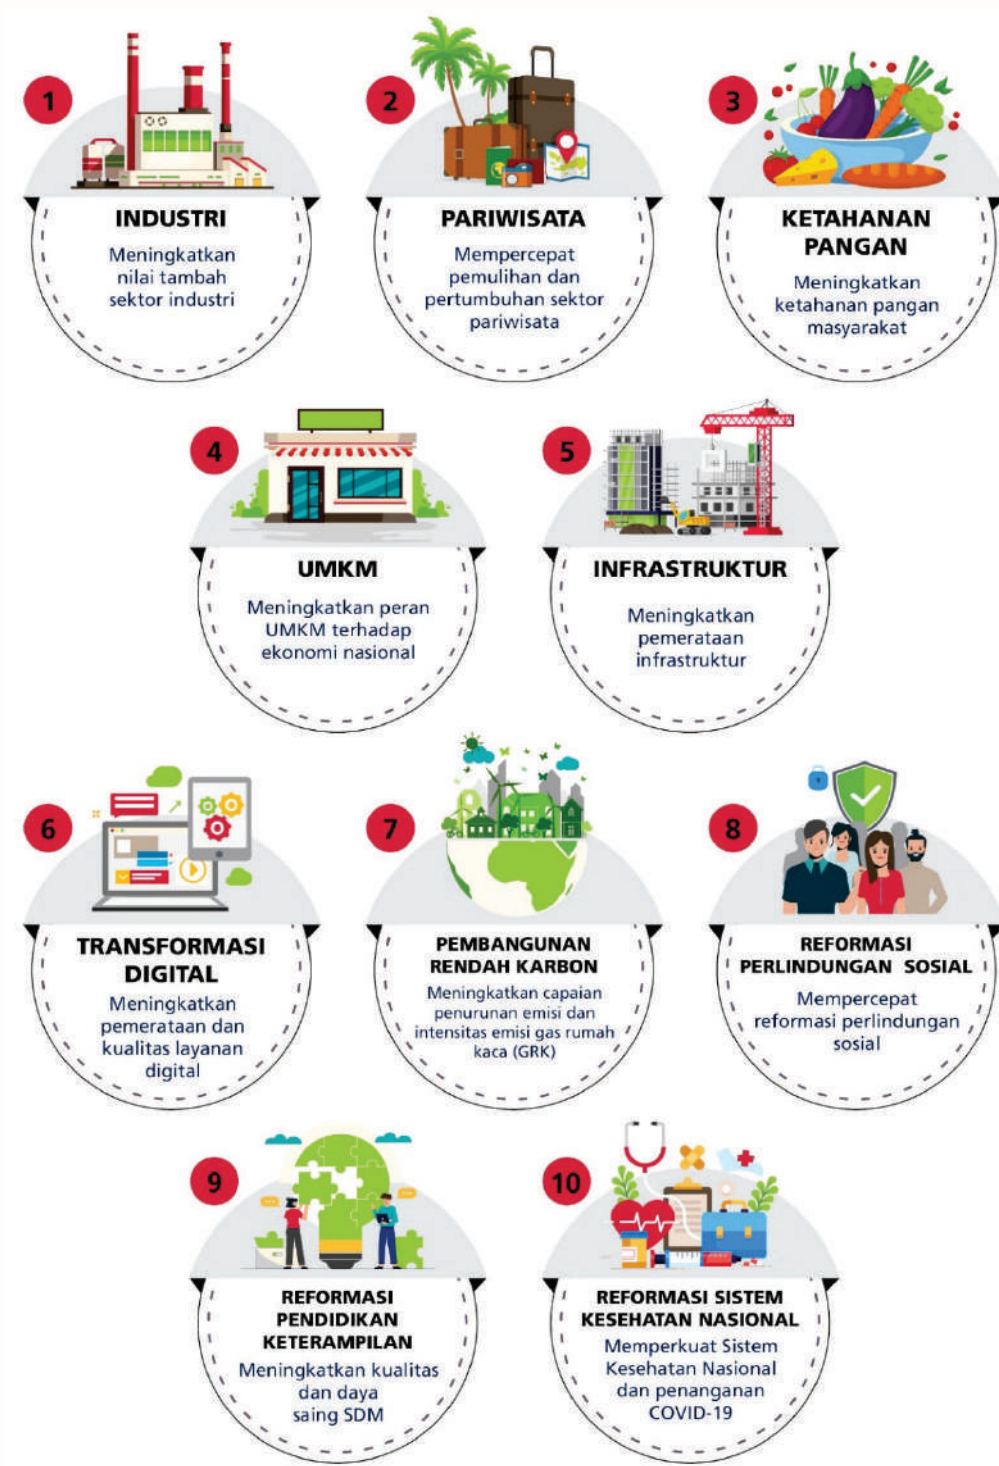 1
INDUSTRI
Meningkatkan
nilai tambah
sektor industri
2
PARIWISATA
Mempercepat
pemulihan dan
pertumbuhan sektor
pariwisata
3
KETAHANAN
PANGAN
Meningkatkan
ketahanan pangan
masyarakat
4
UMKM
Meningkatkan peran
UMKM terhadap
ekonomi nasional
5
INFRASTRUKTUR
Meningkatkan
pemerataan
infrastruktur
6
TRANSFORMASI
DIGITAL
Meningkatkan
pemerataan dan
kualitas layanan
digital
7
PEMBANGUNAN
RENDAH KARBON
Meningkatkan capaian
penurunan emisi dan
intensitas emisi gas rumah
kaca (GRK)
8
REFORMASI
PERLINDUNGAN SOSIAL
Mempercepat
reformasi perlindungan
sosial
9
REFORMASI
PENDIDIKAN
KETERAMPILAN
Meningkatkan kualitas
dan daya
saing SDM
10
REFORMASI SISTEM
KESEHATAN NASIONAL
Memperkuat Sistem
Kesehatan Nasional
dan penanganan
COVID-19